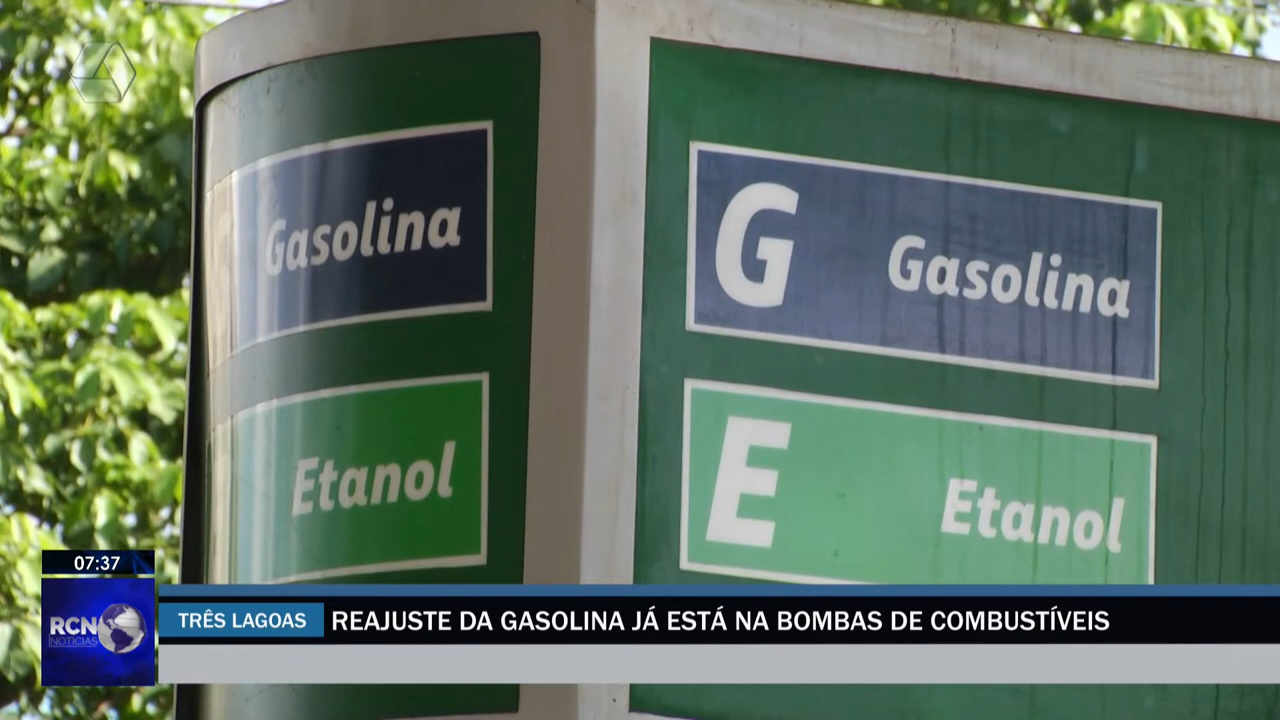 Gasolina
G Gasolina
Etanol
E Etanol
07:37
RCN
NOTÍCIAS
TRÊS LAGOAS
REAJUSTE DA GASOLINA JÁ ESTÁ NA BOMBAS DE COMBUSTÍVEIS